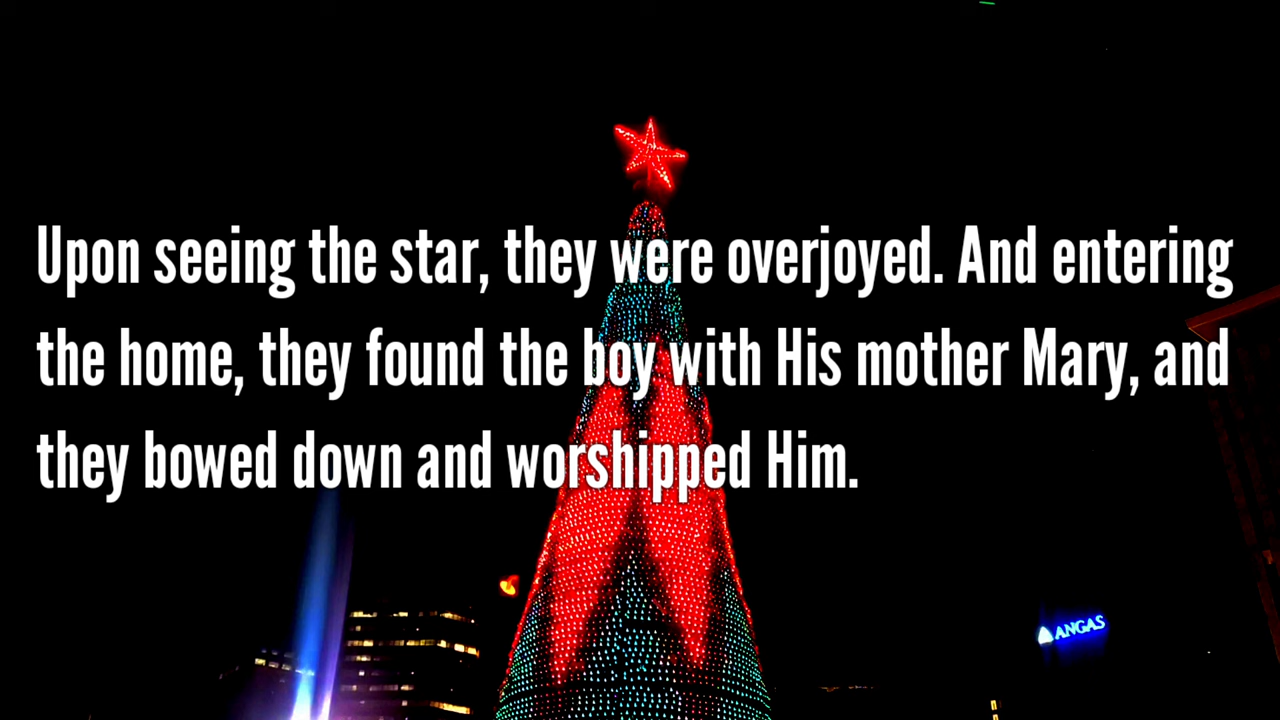 Upon seeing the star, they were overjoyed. And entering
the home, they found the boy with His mother Mary, and
they bowed down and worshipped Him.
ANGAS